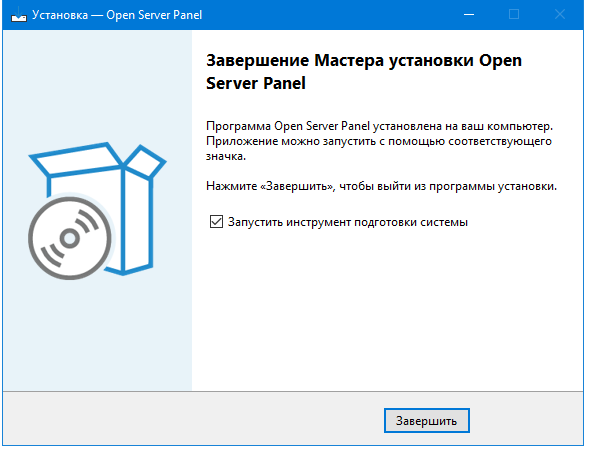 Установка — Open Server Panel
Завершение Мастера установки Open
Server Panel
Программа Open Server Panel установлена на ваш компьютер.
Приложение можно запустить с помощью соответствующего
значка.
Нажмите «Завершить», чтобы выйти из программы установки.
Запустить инструмент подготовки системы
Завершить